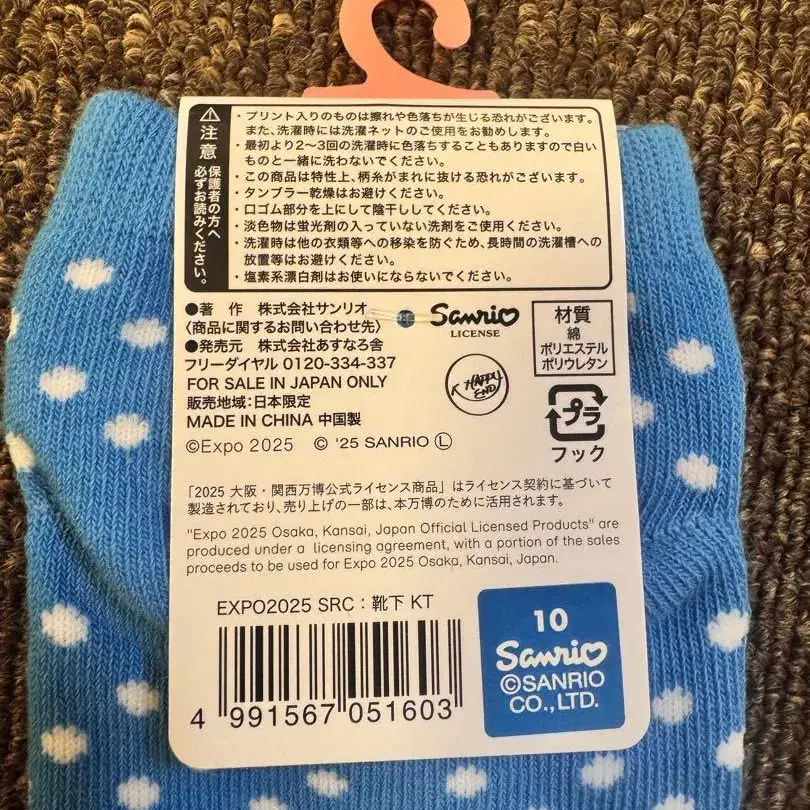 注意
保護者の方へ
必ずお読みください。
・プリント入りのものは擦れや色落ちが生じる恐れがございます。
また、洗濯時には洗濯ネットのご使用をお勧めします。
・最初より2〜3回の洗濯時に色落ちすることもありますので白い
ものと一緒に洗わないでください。
・この商品は特性上、柄糸がまれに抜ける恐れがございます。
・タンブラー乾燥はお避けください。
・口ゴム部分を上にして陰干ししてください。
・淡色物は蛍光剤の入っていない洗剤をご使用ください。
・洗濯時は他の衣類等への移染を防ぐため、長時間の洗濯槽への
放置等はお避けください。
・塩素系漂白剤はお使いにならないでください。
●著 作 株式会社サンリオ
〈商品に関するお問い合わせ先〉
●発売元 株式会社あすなろ舎
フリーダイヤル 0120-334-337
FOR SALE IN JAPAN ONLY
販売地域:日本限定
MADE IN CHINA 中国製
©Expo 2025 © '25 SANRIO Ⓛ
Sanrio
LICENSE
HAPPY
END
材質
綿
ポリエステル
ポリウレタン
プラ
フック
「2025 大阪・関西万博公式ライセンス商品」はライセンス契約に基づいて
製造されており、売り上げの一部は、本万博のために活用されます。
"Expo 2025 Osaka, Kansai, Japan Official Licensed Products" are
produced under a licensing agreement, with a portion of the sales
proceeds to be used for Expo 2025 Osaka, Kansai, Japan.
EXPO2025 SRC：靴下 KT
4 991567 051603
10
Sanrio
©SANRIO
CO.,LTD.